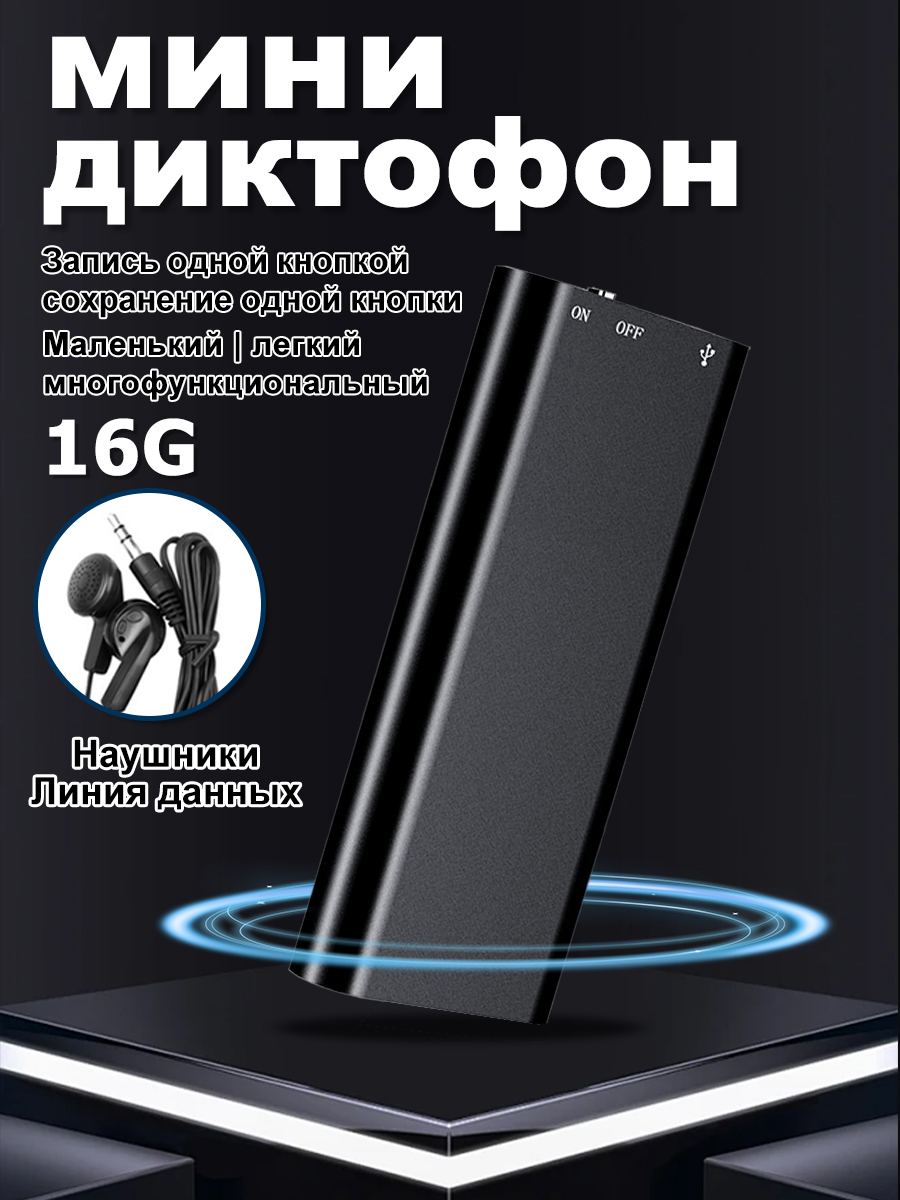 мини
диктофон
Запись одной кнопкой
сохранение одной кнопки
Маленький | легкий
многофункциональный
ON OFF
16G
Наушники
Линия данных